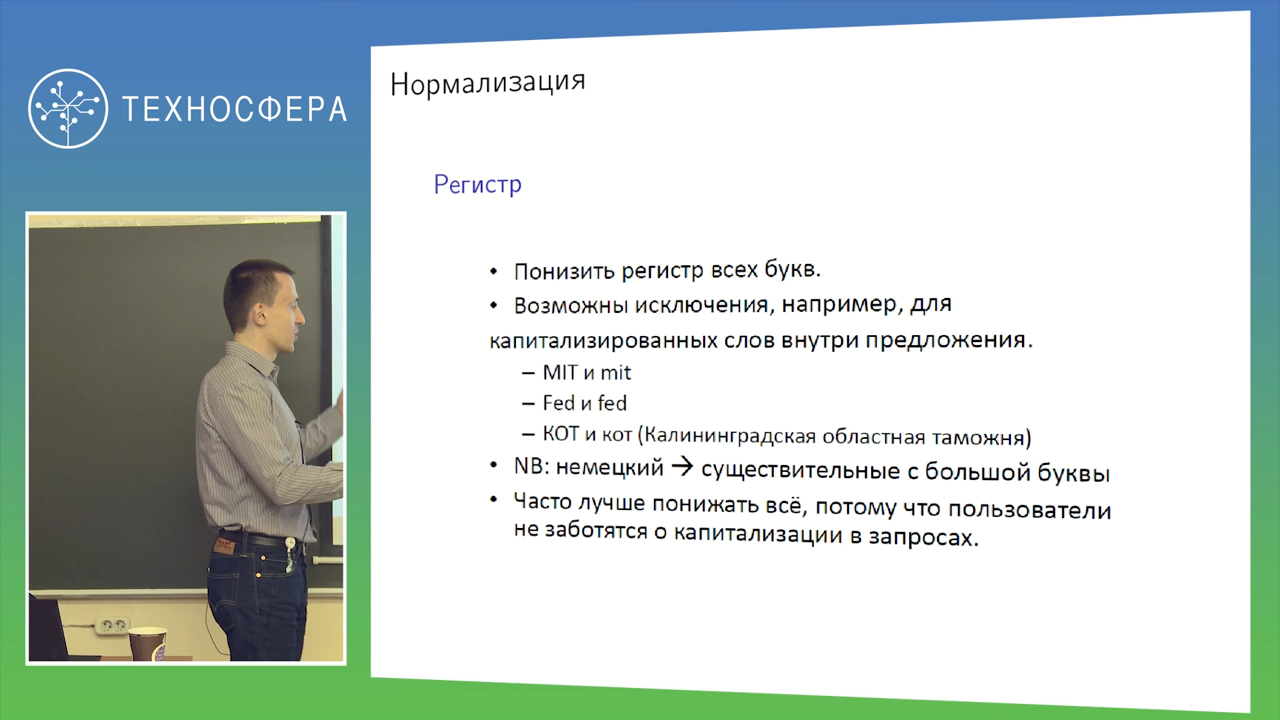 ТЕХНОСФЕРА
Нормализация
Регистр
• Понизить регистр всех букв.
• Возможны исключения, например, для
капитализированных слов внутри предложения.
– MIT и mit
– Fed и fed
– КОТ и кот (Калининградская областная таможня)
• NB: немецкий → существительные с большой буквы
• Часто лучше понижать всё, потому что пользователи
не заботятся о капитализации в запросах.